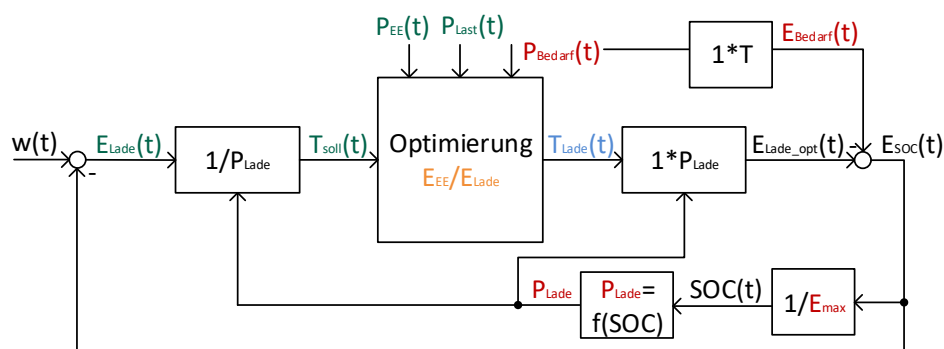 P_EE(t) P_Last(t) P_Bedarf(t) 1*T E_Bedarf(t)
w(t) - E_Lade(t) 1/P_Lade T_soll(t) Optimierung T_Lade(t) 1*P_Lade E_Lade_opt(t) - E_SOC(t)
E_EE/E_Lade
P_Lade P_Lade= SOC(t) 1/E_max
f(SOC)